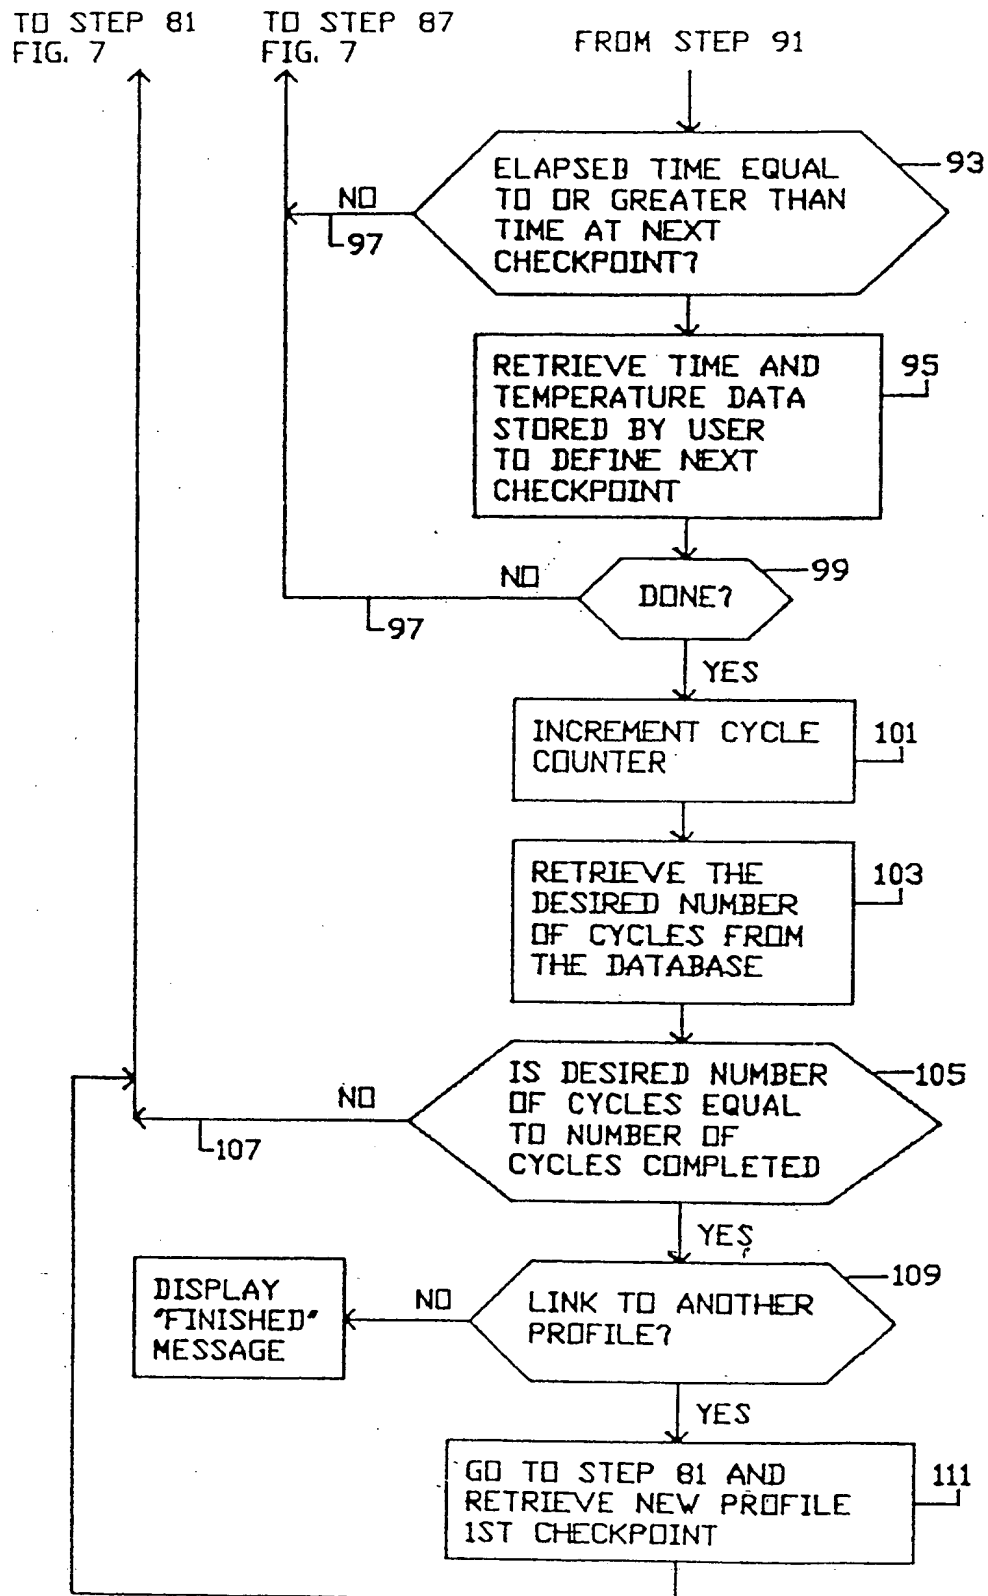 TO STEP 81
FIG. 7
TO STEP 87
FIG. 7
FROM STEP 91
ELAPSED TIME EQUAL
TO OR GREATER THAN
TIME AT NEXT
CHECKPOINT?
93
NO
97
RETRIEVE TIME AND
TEMPERATURE DATA
STORED BY USER
TO DEFINE NEXT
CHECKPOINT
95
DONE?
99
NO
97
YES
INCREMENT CYCLE
COUNTER
101
RETRIEVE THE
DESIRED NUMBER
OF CYCLES FROM
THE DATABASE
103
IS DESIRED NUMBER
OF CYCLES EQUAL
TO NUMBER OF
CYCLES COMPLETED
105
NO
107
YES
LINK TO ANOTHER
PROFILE?
109
NO
DISPLAY
"FINISHED"
MESSAGE
YES
GO TO STEP 81 AND
RETRIEVE NEW PROFILE
1ST CHECKPOINT
111